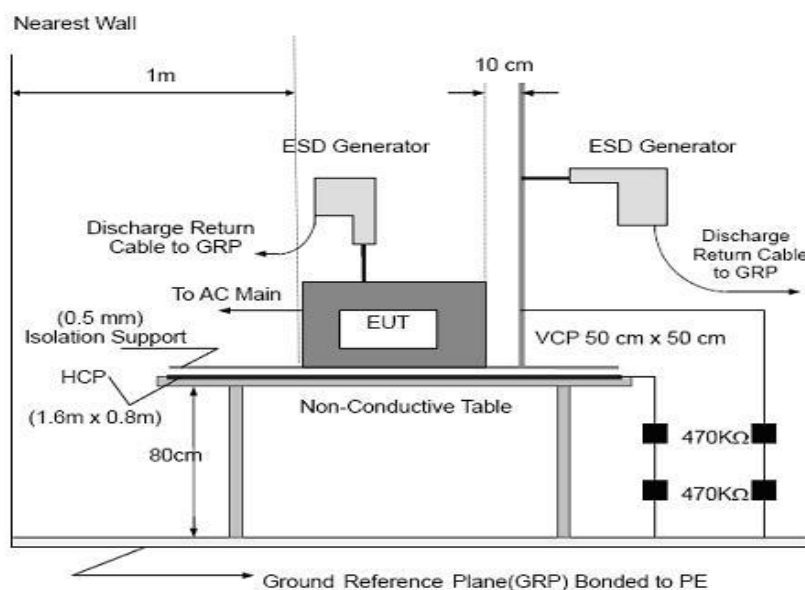 Nearest Wall
1m
10 cm
ESD Generator
ESD Generator
Discharge Return
Cable to GRP
Discharge
Return Cable
to GRP
To AC Main
(0.5 mm)
Isolation Support
EUT
VCP 50 cm x 50 cm
HCP
(1.6m x 0.8m)
Non-Conductive Table
80cm
470KΩ
470KΩ
Ground Reference Plane(GRP) Bonded to PE